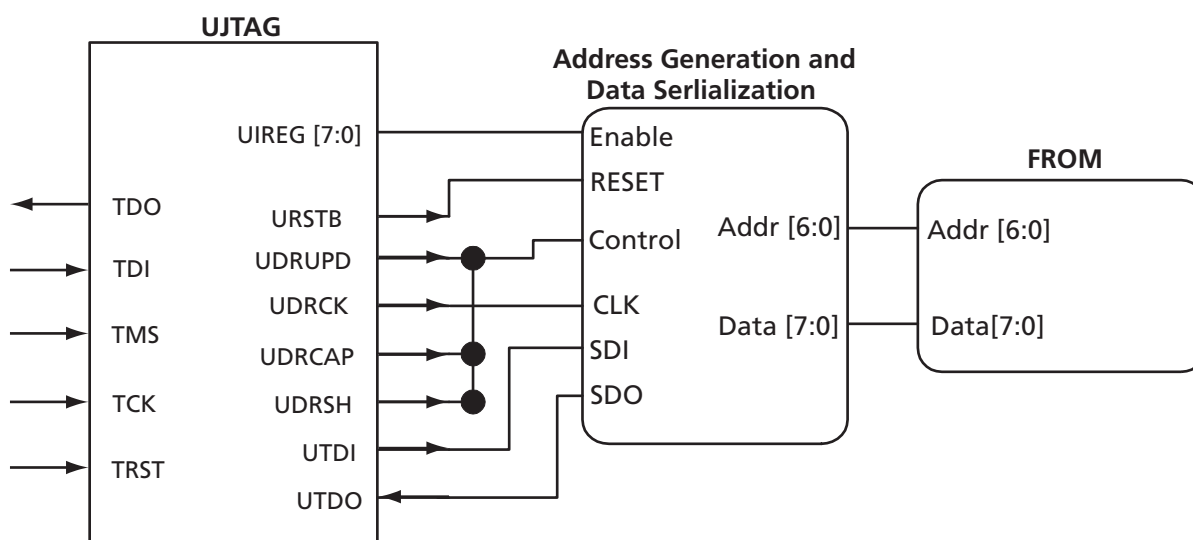 UJTAG
Address Generation and
Data Serlialization
UIREG [7:0]
Enable
FROM
RESET
TDO
URSTB
Addr [6:0]
Addr [6:0]
Control
TDI
UDRUPD
UDRCK
CLK
TMS
Data [7:0]
Data[7:0]
UDRCAP
SDI
TCK
UDRSH
SDO
UTDI
TRST
UTDO